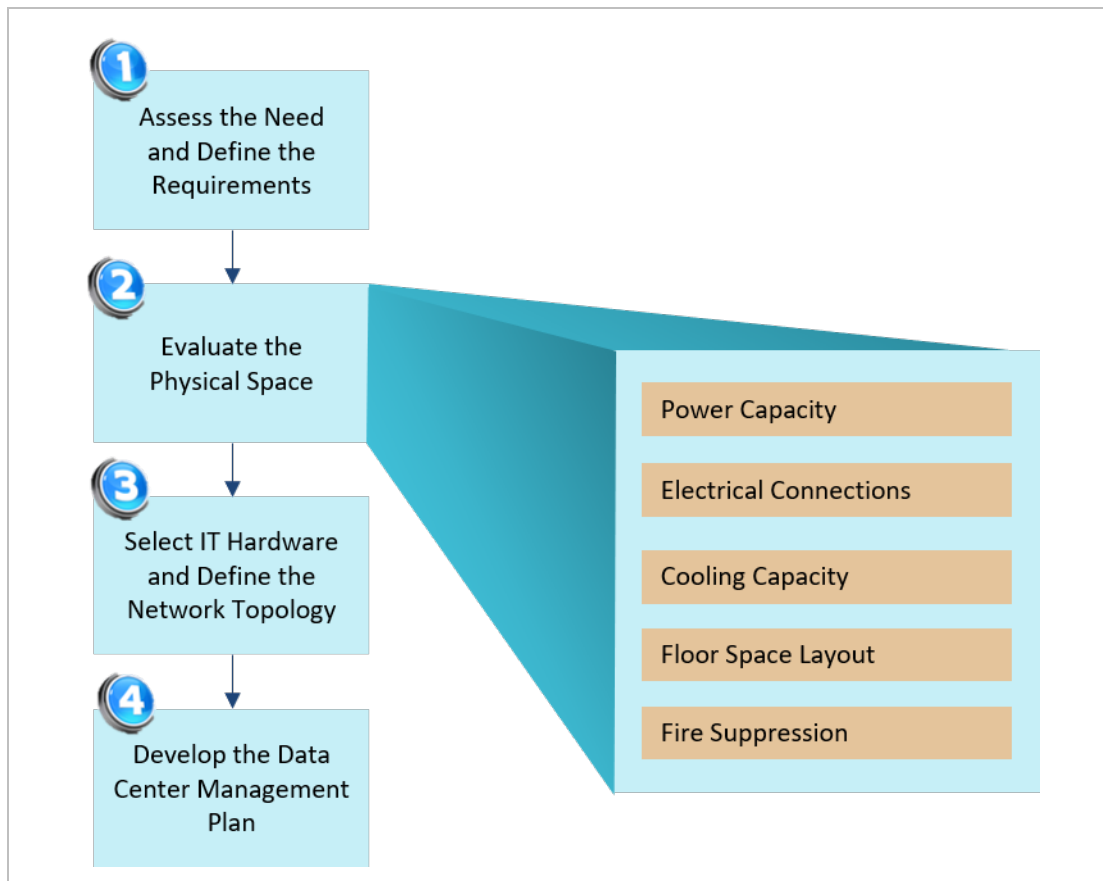 1
Assess the Need
and Define the
Requirements
2
Evaluate the
Physical Space
3
Select IT Hardware
and Define the
Network Topology
4
Develop the Data
Center Management
Plan
Power Capacity
Electrical Connections
Cooling Capacity
Floor Space Layout
Fire Suppression